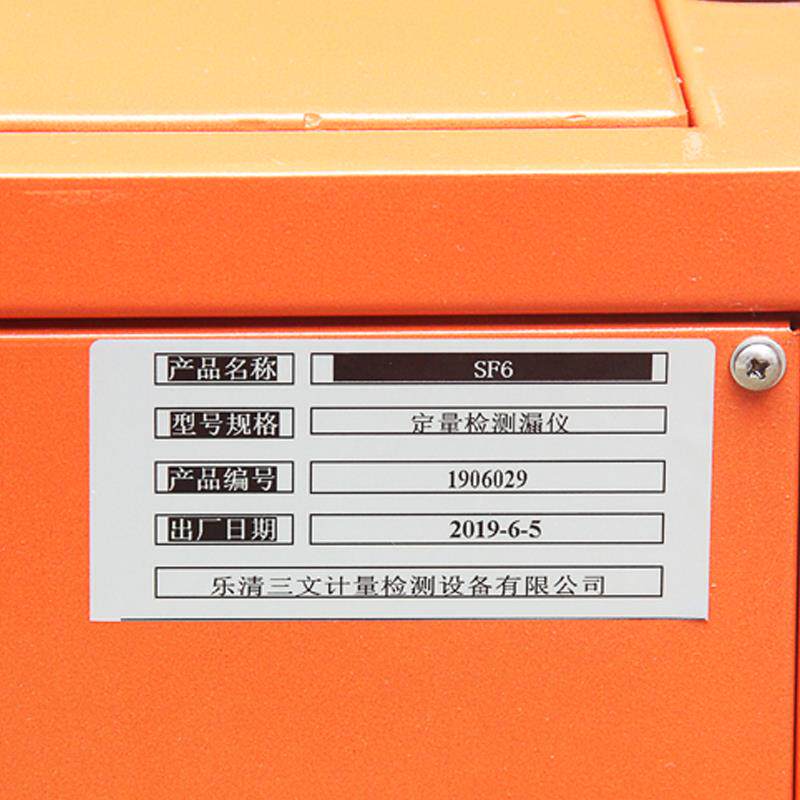 产品名称 SF6
型号规格 定量检测漏仪
产品编号 1906029
出厂日期 2019-6-5
乐清三文计量检测设备有限公司